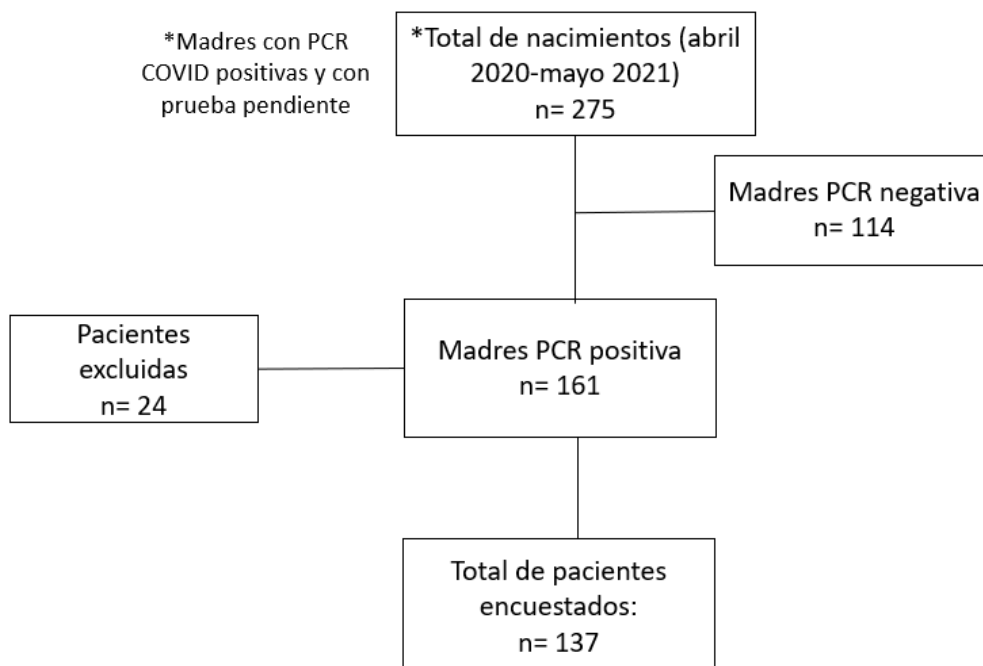 *Madres con PCR
COVID positivas y con
prueba pendiente
*Total de nacimientos (abril
2020-mayo 2021)
n= 275
Madres PCR negativa
n= 114
Madres PCR positiva
n= 161
Pacientes
excluidas
n= 24
Total de pacientes
encuestados:
n= 137